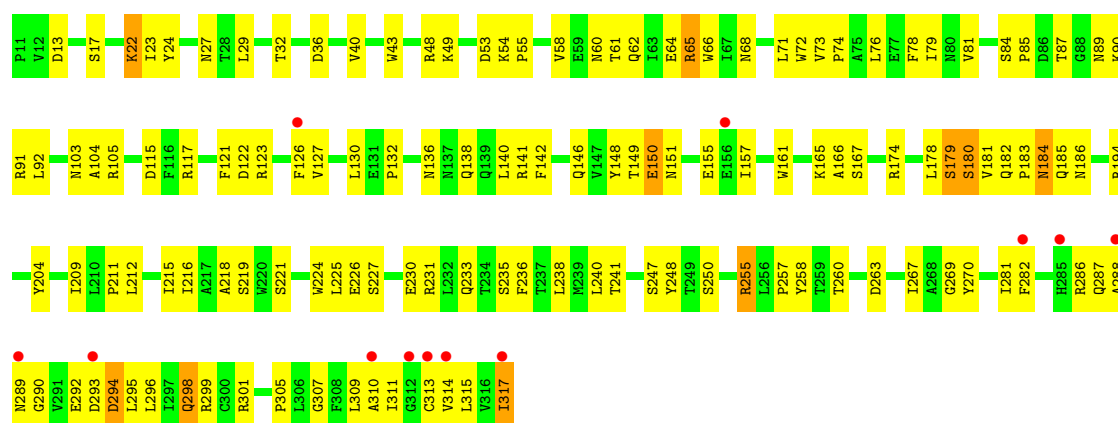 P11 V12 D13 S17 K22 I23 Y24 N27 T28 L29 T32 D36 V40 W43 R48 K49 D53 K54 P55 V58 E59 N60 T61 Q62 I63 E64 R65 W66 I67 N68 L71 W72 V73 P74 A75 L76 E77 F78 I79 N80 V81 S84 P85 D86 T87 G88 N89 K90
R91 L92 N103 A104 R105 D115 F116 R117 F121 D122 R123 F126 V127 L130 E131 P132 N136 N137 Q138 Q139 L140 R141 F142 Q146 V147 Y148 T149 E150 N151 E155 E156 I157 W161 K165 A166 S167 R174 L178 S179 S180 V181 Q182 P183 N184 Q185 N186 R194
Y204 I209 L210 P211 L212 I215 I216 A217 A218 S219 W220 S221 W224 L225 E226 S227 E230 R231 L232 Q233 T234 S235 F236 T237 L238 M239 L240 T241 S247 Y248 T249 S250 R255 L256 P257 Y258 T259 T260 D263 I267 A268 G269 Y270 I281 F282 H285 R286 Q287 A288
N289 G290 V291 E292 D293 D294 L295 L296 I297 Q298 R299 C300 R301 P305 L306 G307 F308 L309 A310 I311 G312 C313 V314 L315 V316 I317